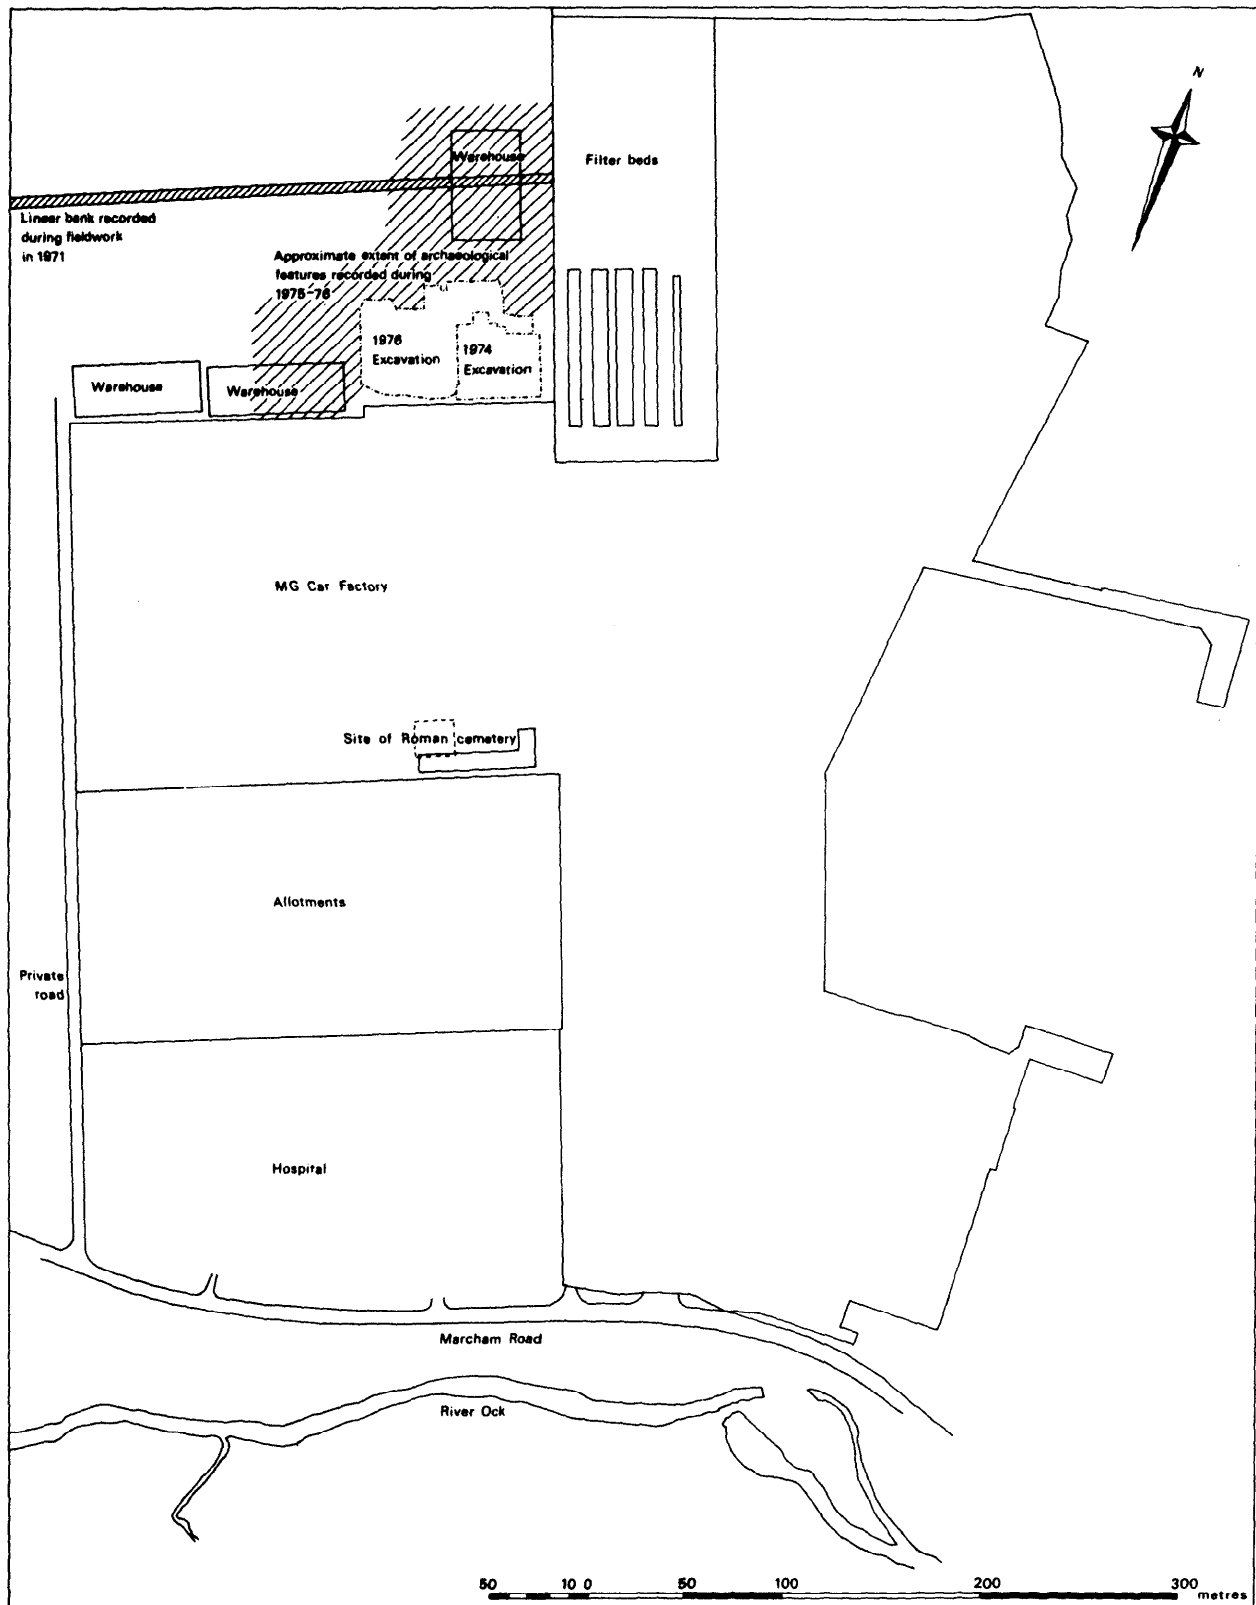 N
Warehouse
Filter beds
Linear bank recorded
during fieldwork
in 1971
Approximate extent of archaeological
features recorded during
1975-76
1976
Excavation
1974
Excavation
Warehouse
Warehouse
MG Car Factory
Site of Roman cemetery
Allotments
Private
road
Hospital
Marcham Road
River Ock
50 10 0 50 100 200 300
metres